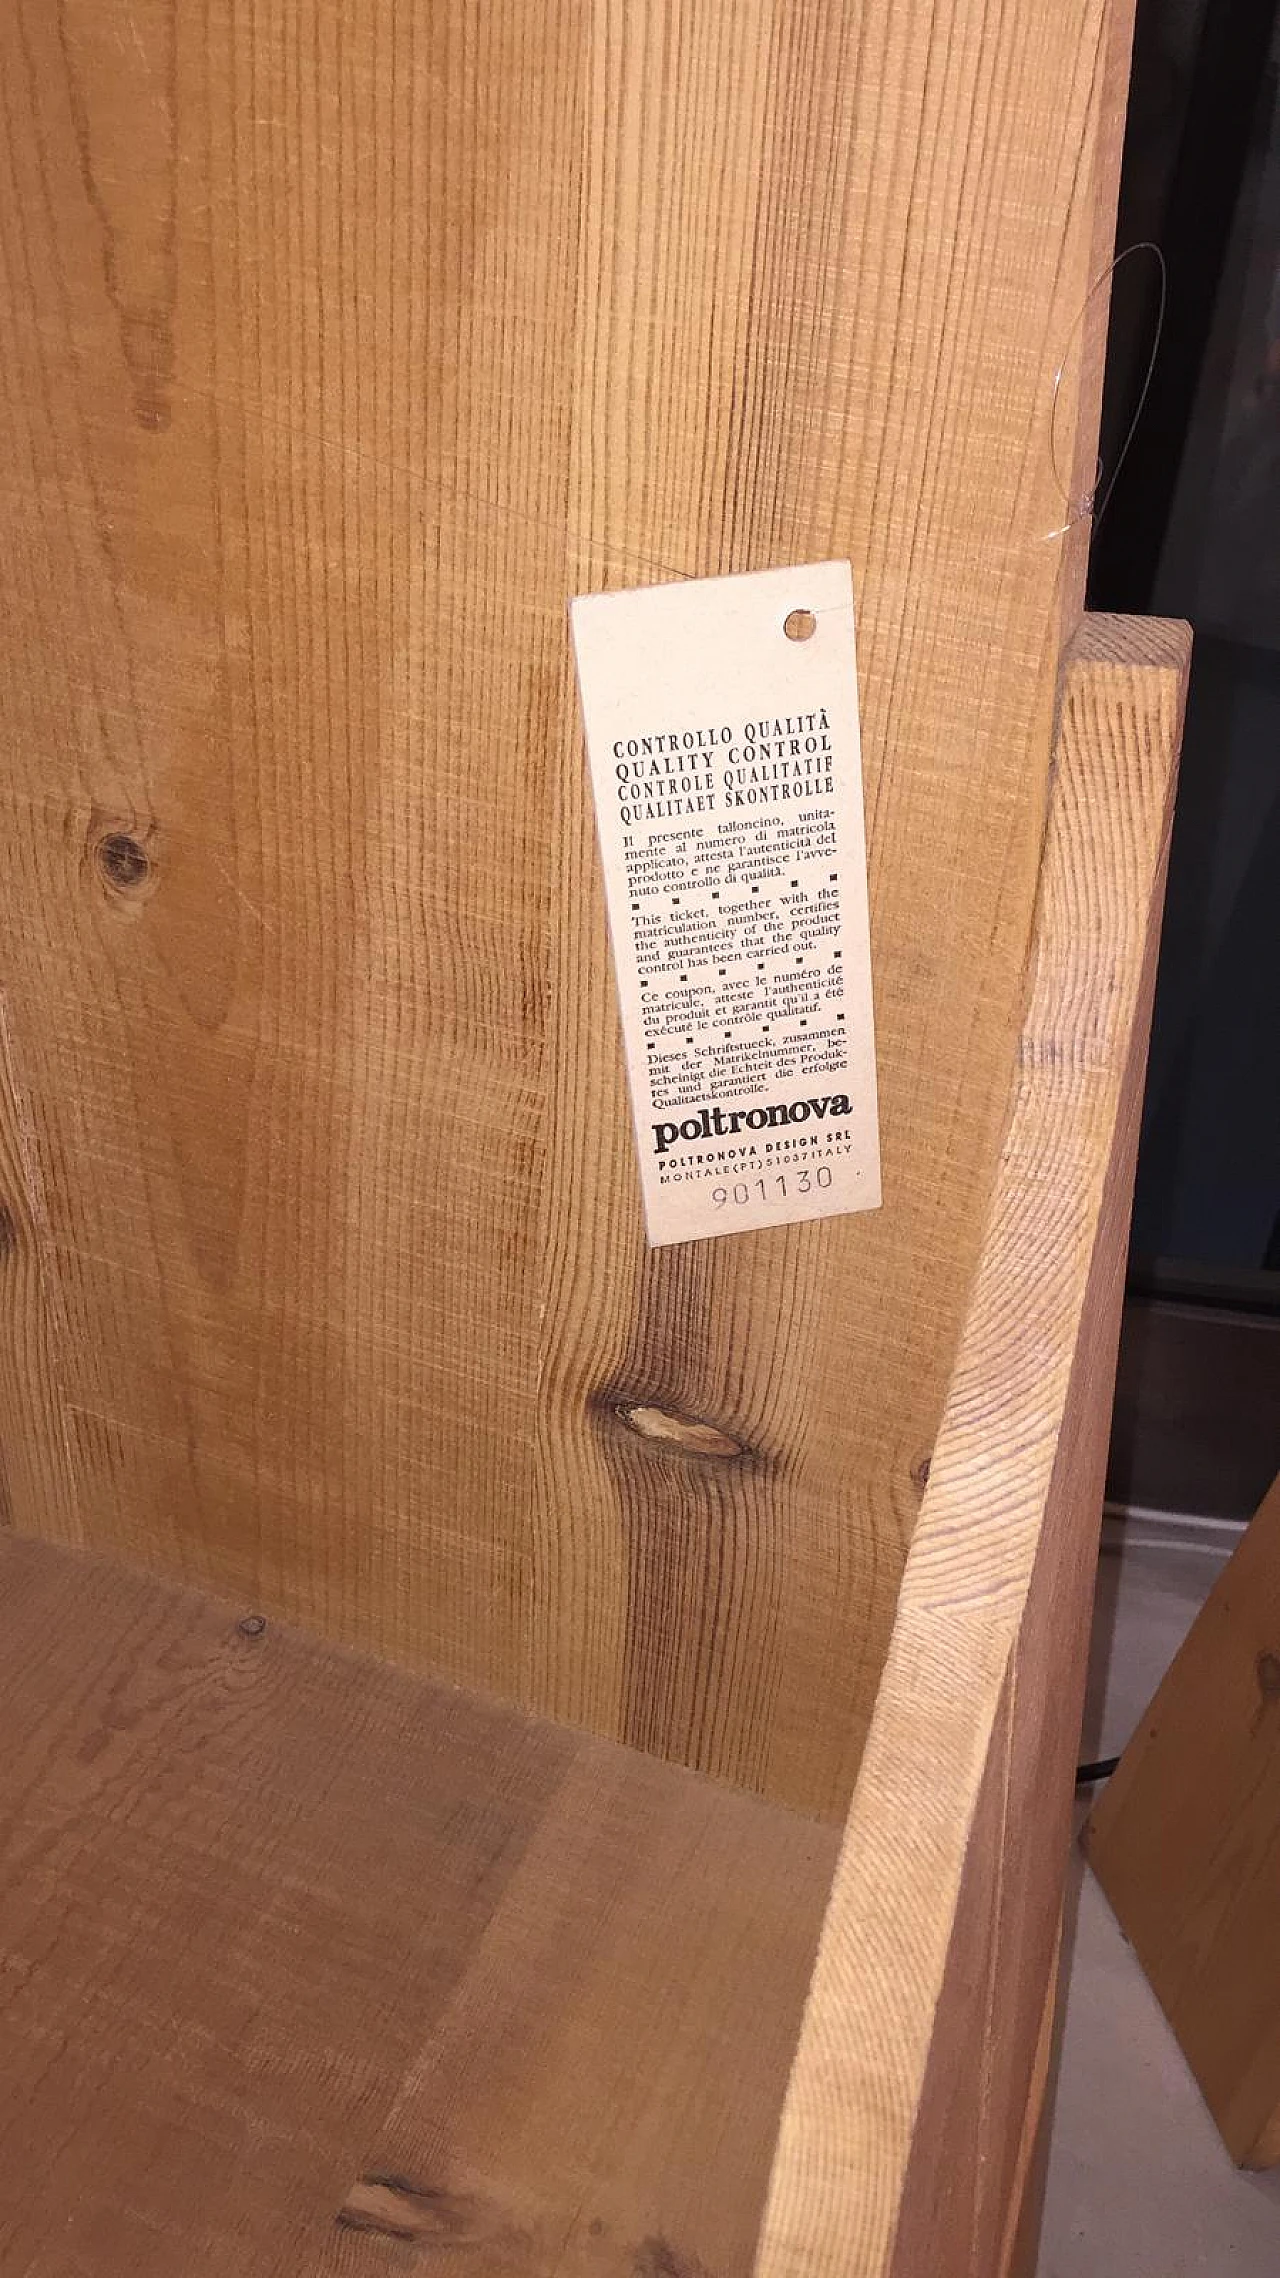 CONTROLLO QUALITÀ
QUALITY CONTROL
CONTROLE QUALITATIF
QUALITAET SKONTROLLE
Il presente talloncino, unita-
mente al numero di matricola
applicato, attesta l'autenticità del
prodotto e ne garantisce l'avve-
nuto controllo di qualità.
This ticket, together with the
matriculation number, certifies
the authenticity of the product
and guarantees that the quality
control has been carried out.
Ce coupon, avec le numéro de
matricule, atteste l'authenticité
du produit et garantit qu'il a été
exécuté le contrôle qualitatif.
Dieses Schriftstueck, zusammen
mit der Matrikelnummer, be-
scheinigt die Echteit des Produk-
tes und garantiert die erfolgte
Qualitaetskontrolle.
poltronova
POLTRONOVA DESIGN SRL
MONTALE(PT)51037ITALY
901130